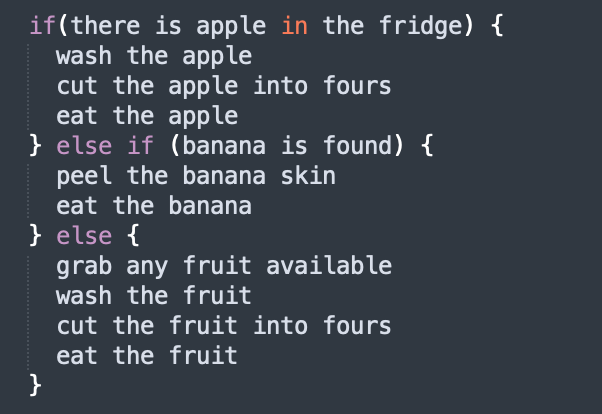 if(there is apple in the fridge) {
  wash the apple
  cut the apple into fours
  eat the apple
} else if (banana is found) {
  peel the banana skin
  eat the banana
} else {
  grab any fruit available
  wash the fruit
  cut the fruit into fours
  eat the fruit
}